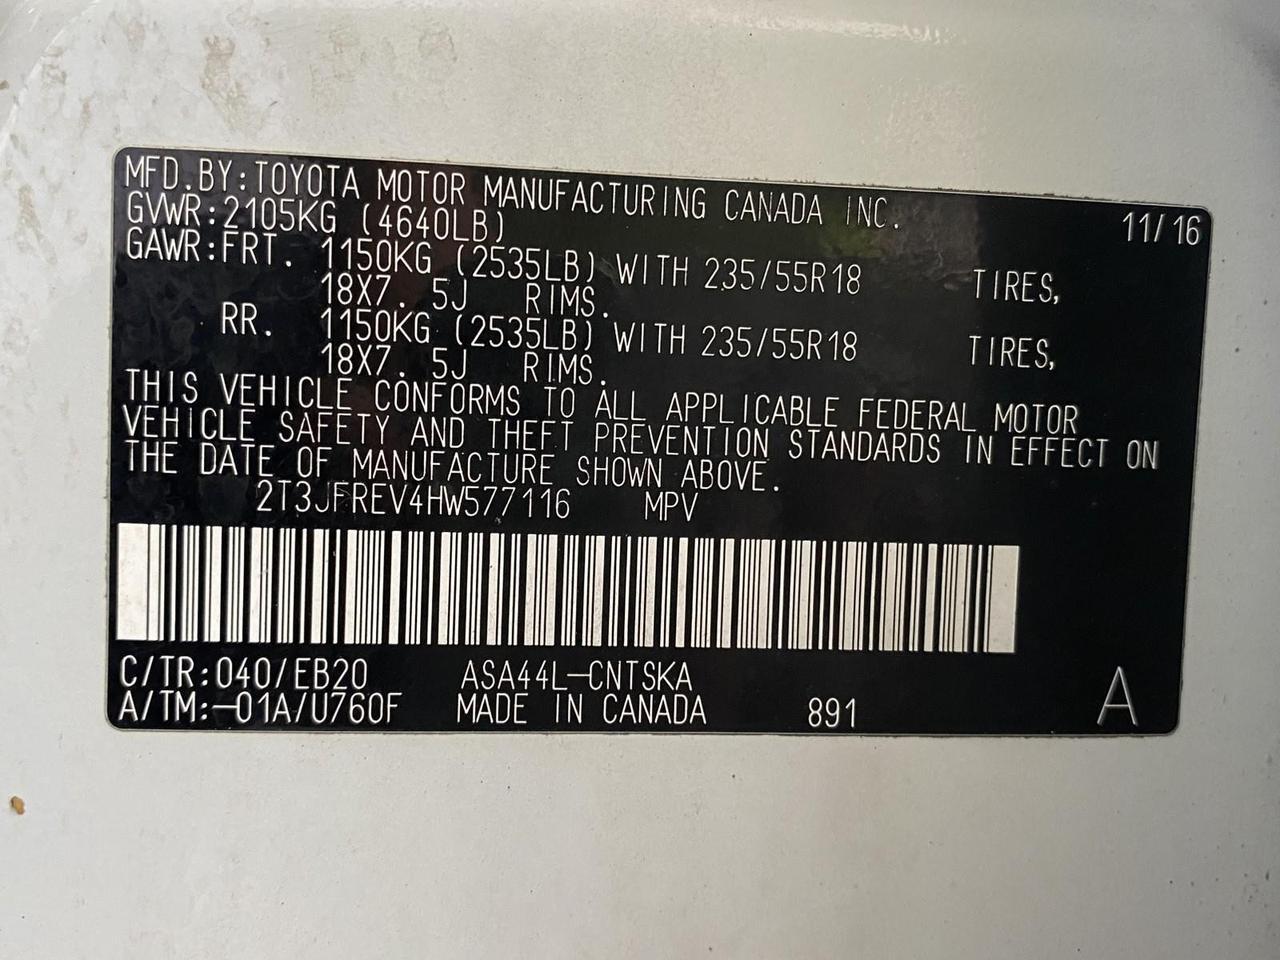 MFD.BY:TOYOTA MOTOR MANUFACTURING CANADA INC. 11/16
GVWR:2105KG (4640LB)
GAWR:FRT. 1150KG (2535LB) WITH 235/55R18 TIRES,
18X7. 5J RIMS.
RR. 1150KG (2535LB) WITH 235/55R18 TIRES,
18X7. 5J RIMS.
THIS VEHICLE CONFORMS TO ALL APPLICABLE FEDERAL MOTOR
VEHICLE SAFETY AND THEFT PREVENTION STANDARDS IN EFFECT ON
THE DATE OF MANUFACTURE SHOWN ABOVE.
2T3JFREV4HW577116 MPV
C/TR:040/EB20 ASA44L-CNTSKA
A/TM:-01A/U760F MADE IN CANADA 891 A